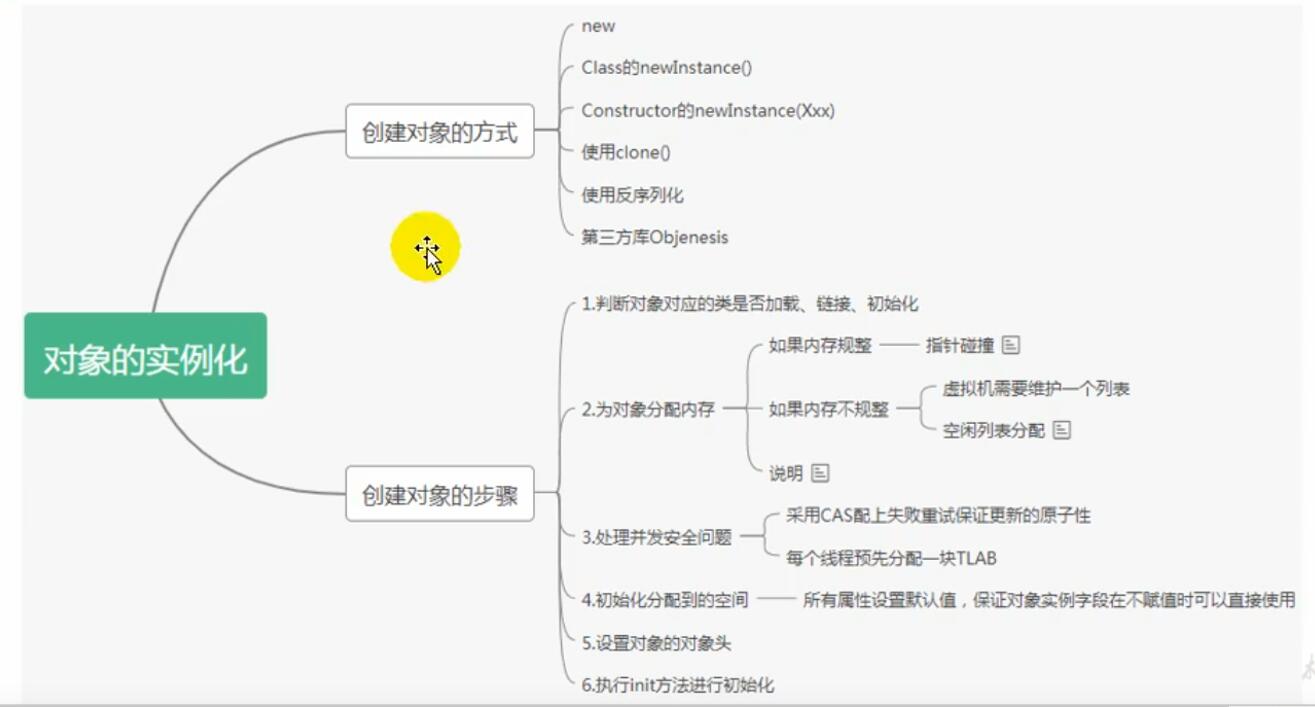 new
Class的newInstance()
Constructor的newInstance(Xxx)
创建对象的方式
使用clone()
使用反序列化
第三方库Objenesis
对象的实例化
1.判断对象对应的类是否加载、链接、初始化
如果内存规整
指针碰撞
2.为对象分配内存
如果内存不规整
虚拟机需要维护一个列表
空闲列表分配
说明
创建对象的步骤
3.处理并发安全问题
采用CAS配上失败重试保证更新的原子性
每个线程预先分配一块TLAB
4.初始化分配到的空间
所有属性设置默认值，保证对象实例字段在不赋值时可以直接使用
5.设置对象的对象头
6.执行init方法进行初始化